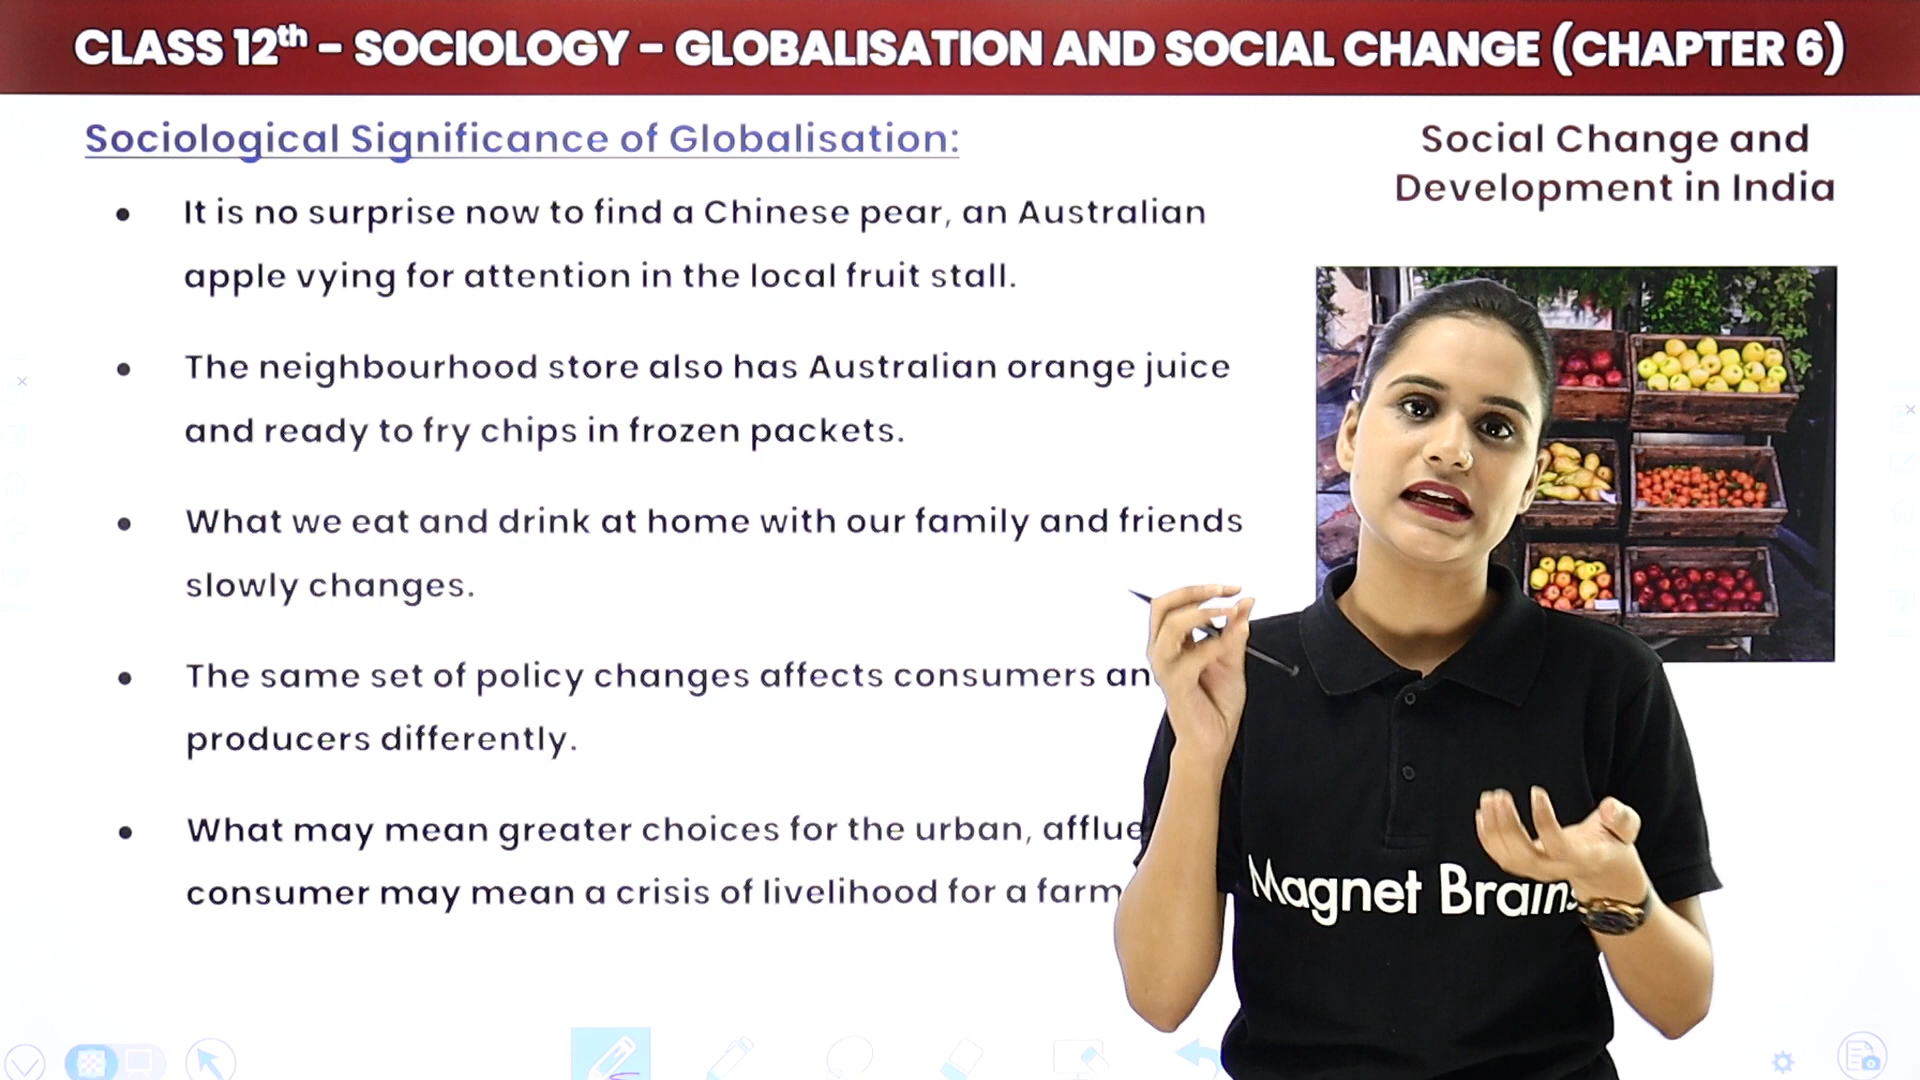 CLASS 12th – SOCIOLOGY – GLOBALISATION AND SOCIAL CHANGE (CHAPTER 6)
Sociological Significance of Globalisation:
Social Change and
Development in India
• It is no surprise now to find a Chinese pear, an Australian
apple vying for attention in the local fruit stall.
• The neighbourhood store also has Australian orange juice
and ready to fry chips in frozen packets.
• What we eat and drink at home with our family and friends
slowly changes.
• The same set of policy changes affects consumers
producers differently.
• What may mean greater choices for the urban,
consumer may mean a crisis of livelihood for a
Magnet Brains